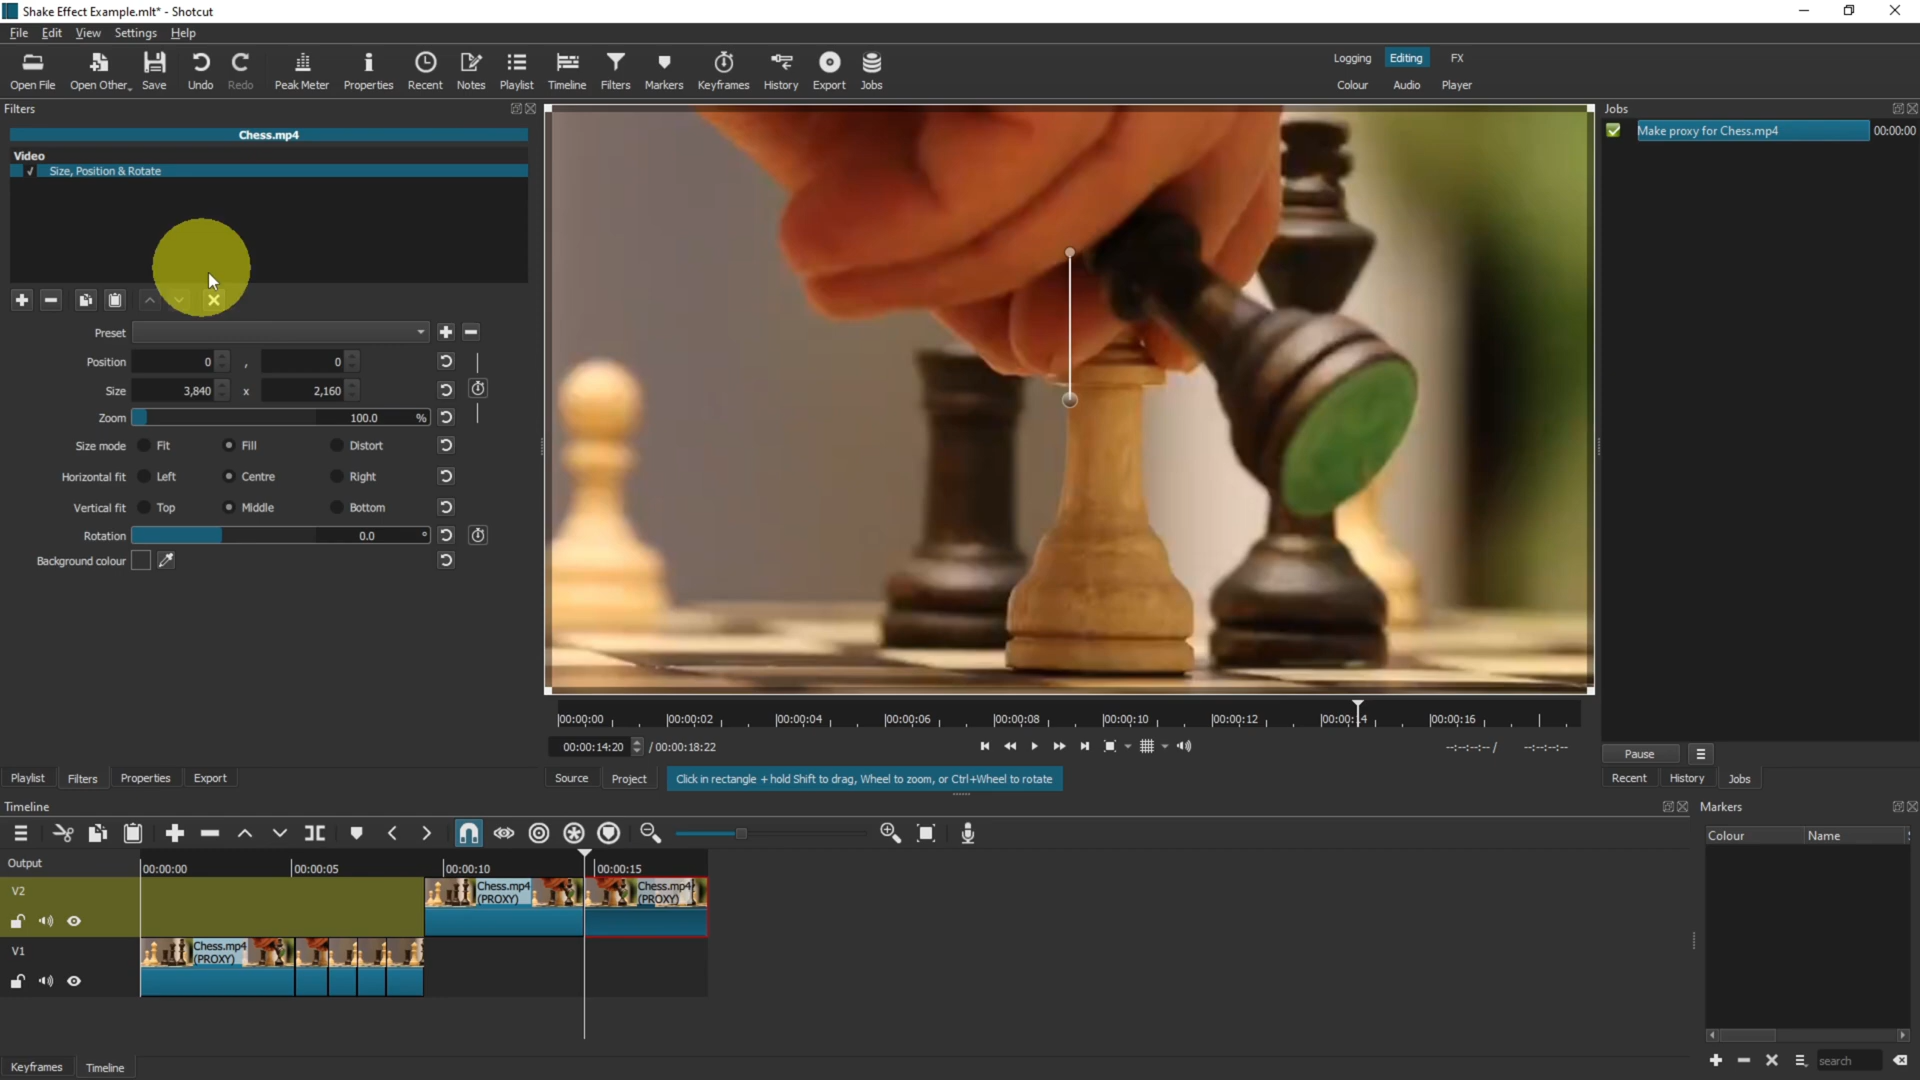 Shake Effect Example.mlt* - Shotcut
File Edit View Settings Help
Open File Open Other.. Save Undo Redo Peak Meter Properties Recent Notes Playlist Timeline Filters Markers Keyframes History Export Jobs
Logging Editing FX
Colour Audio Player
Filters
Chess.mp4
Video
✓ Size, Position & Rotate
Preset
Position 0 , 0
Size 3,840 x 2,160
Zoom 100.0 %
Size mode Fit Fill Distort
Horizontal fit Left Centre Right
Vertical fit Top Middle Bottom
Rotation 0.0 °
Background colour
Playlist Filters Properties Export
00:00:00 00:00:02 00:00:04 00:00:06 00:00:08 00:00:10 00:00:12 00:00:14 00:00:16
00:00:14:20 / 00:00:18:22
--:--:--:-- / --:--:--:--
Source Project Click in rectangle + hold Shift to drag, Wheel to zoom, or Ctrl+Wheel to rotate
Jobs
Make proxy for Chess.mp4 00:00:00
Pause
Recent History Jobs
Timeline
Output
00:00:00 00:00:05 00:00:10 00:00:15
V2
Chess.mp4
(PROXY)
Chess.mp4
(PROXY)
V1
Chess.mp4
(PROXY)
Keyframes Timeline
Markers
Colour Name
search